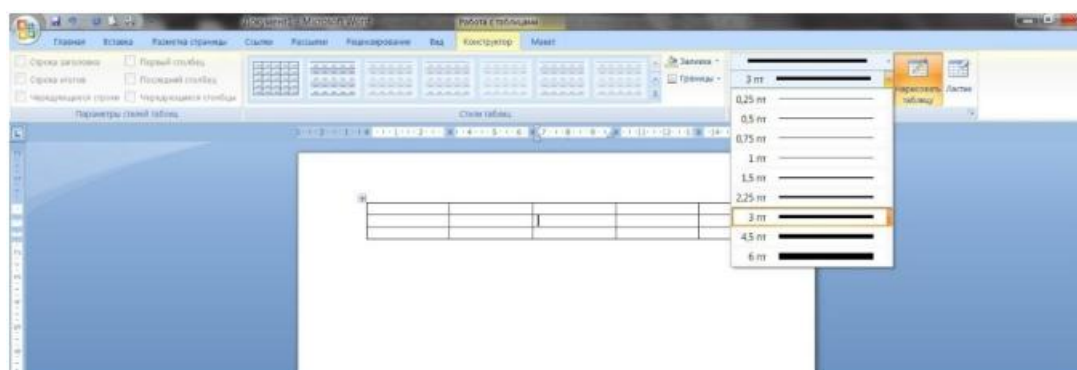 Документ1 - Microsoft Word
Работа с таблицами
Главная Вставка Разметка страницы Ссылки Рассылки Рецензирование Вид Конструктор Макет
Строка заголовка Первый столбец
Строка итогов Последний столбец
Чередующиеся строки Чередующиеся столбцы
Параметры стилей таблиц
Стили таблиц
Заливка
Границы
3 пт
Нарисовать таблицу
Ластик
0,25 пт
0,5 пт
0,75 пт
1 пт
1,5 пт
2,25 пт
3 пт
4,5 пт
6 пт